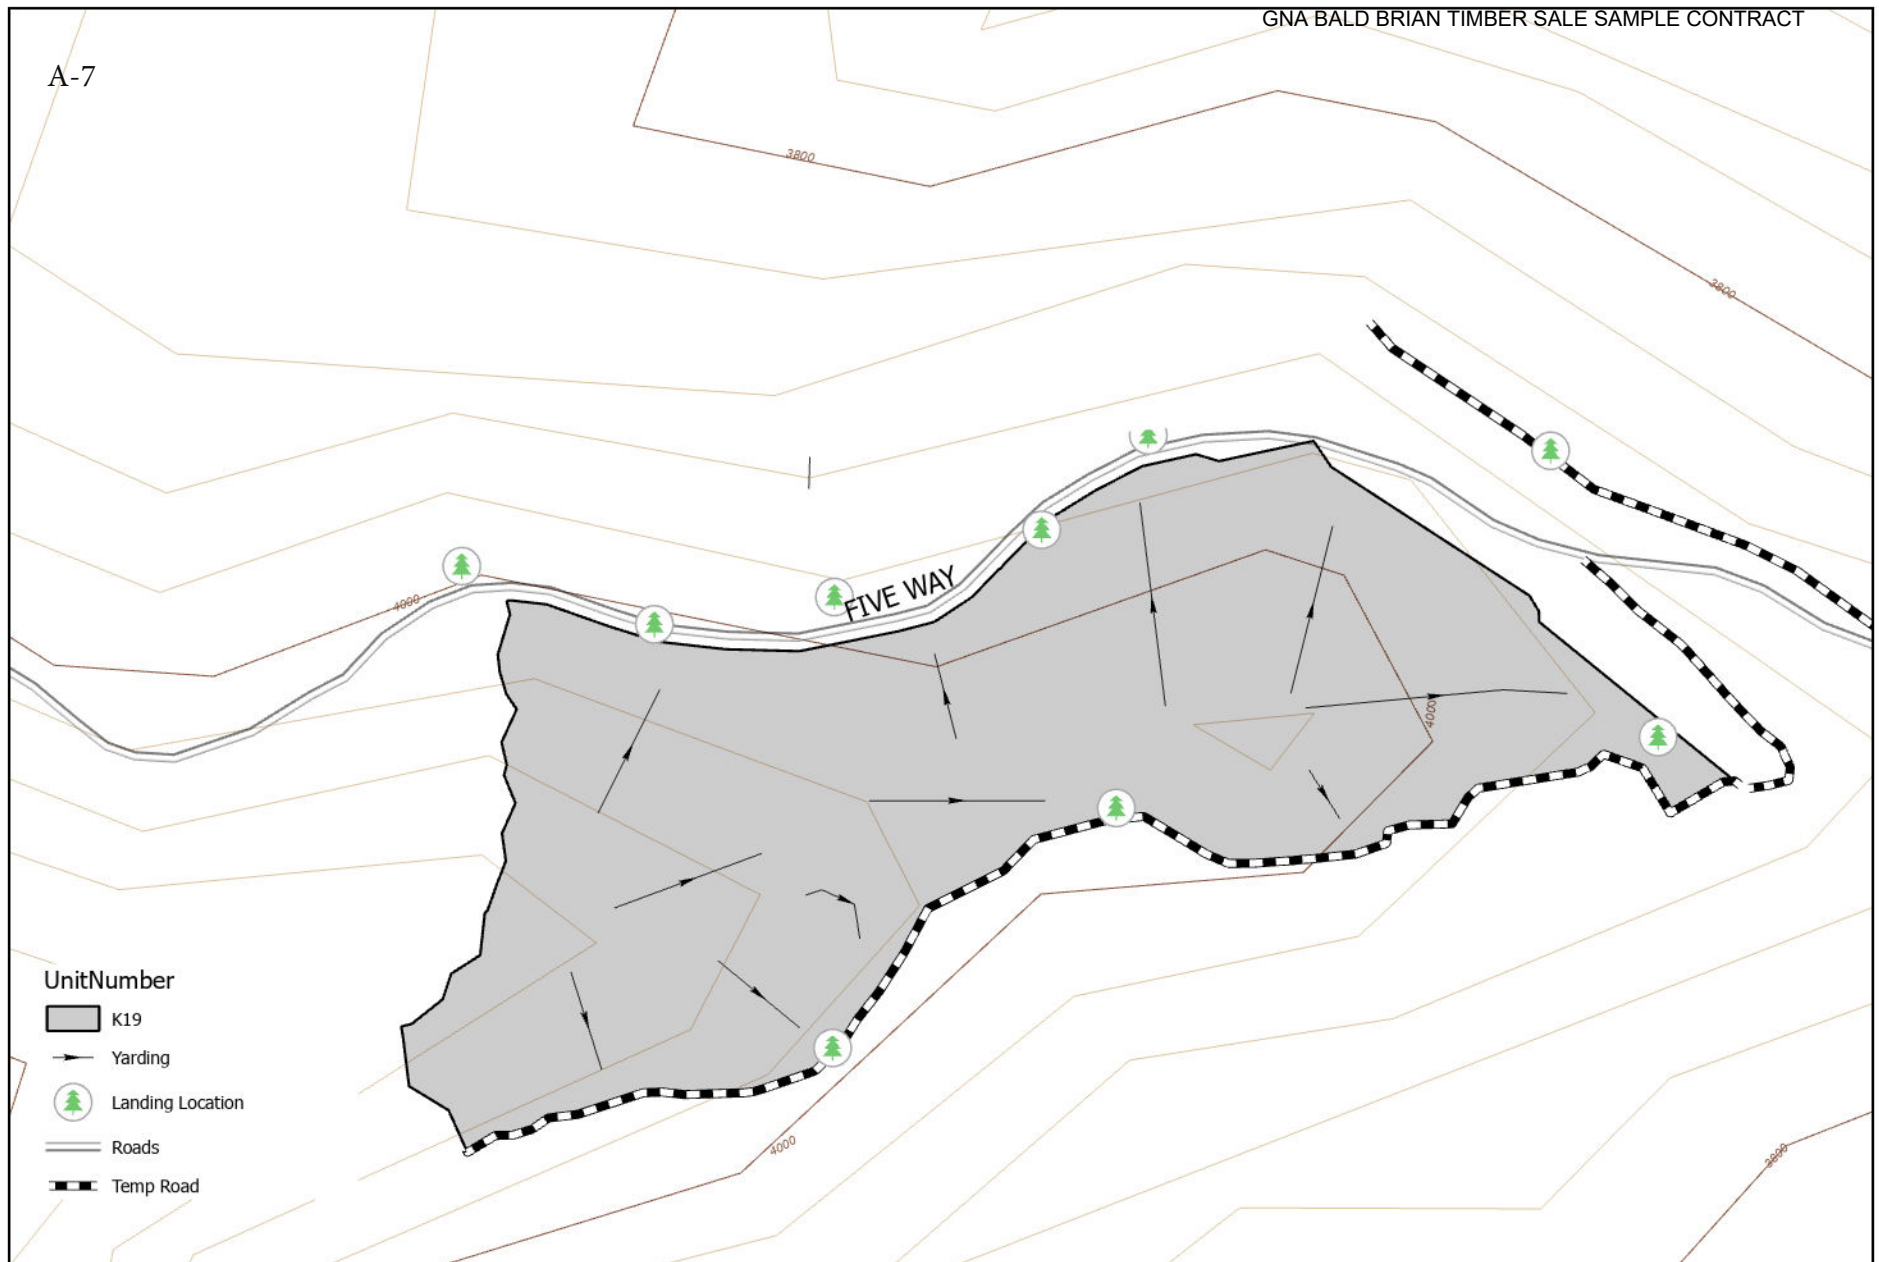 GNA BALD BRIAN TIMBER SALE SAMPLE CONTRACT
A-7
3800
3800
FIVE WAY
4000
4000
4000
3800
UnitNumber
K19
Yarding
Landing Location
Roads
Temp Road